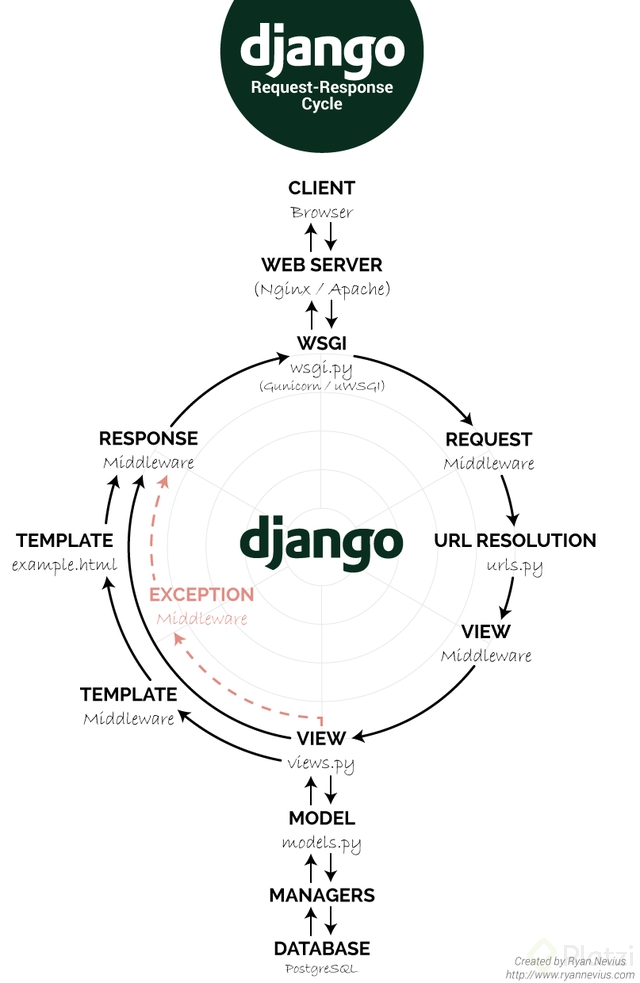 django
Request-Response
Cycle
CLIENT
Browser
WEB SERVER
(Nginx / Apache)
WSGI
wsgi.py
(Gunicorn / uWSGI)
RESPONSE
Middleware
REQUEST
Middleware
django
TEMPLATE
example.html
URL RESOLUTION
urls.py
EXCEPTION
Middleware
VIEW
Middleware
TEMPLATE
Middleware
VIEW
views.py
MODEL
models.py
MANAGERS
DATABASE
PostgreSQL
Platzi
Created by Ryan Nevius
http://www.ryannevius.com